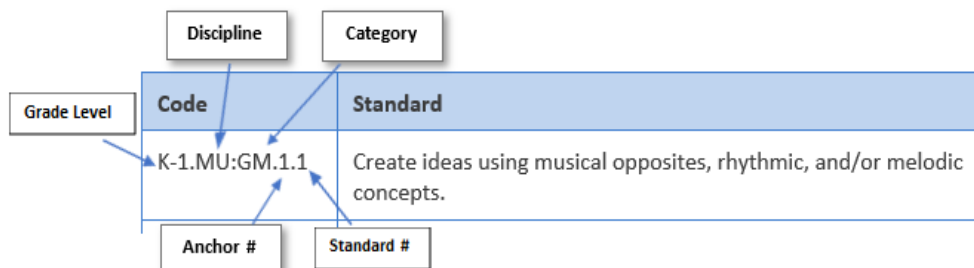 Discipline
Category
Grade Level
Code
Standard
K-1.MU:GM.1.1
Create ideas using musical opposites, rhythmic, and/or melodic
concepts.
Anchor #
Standard #